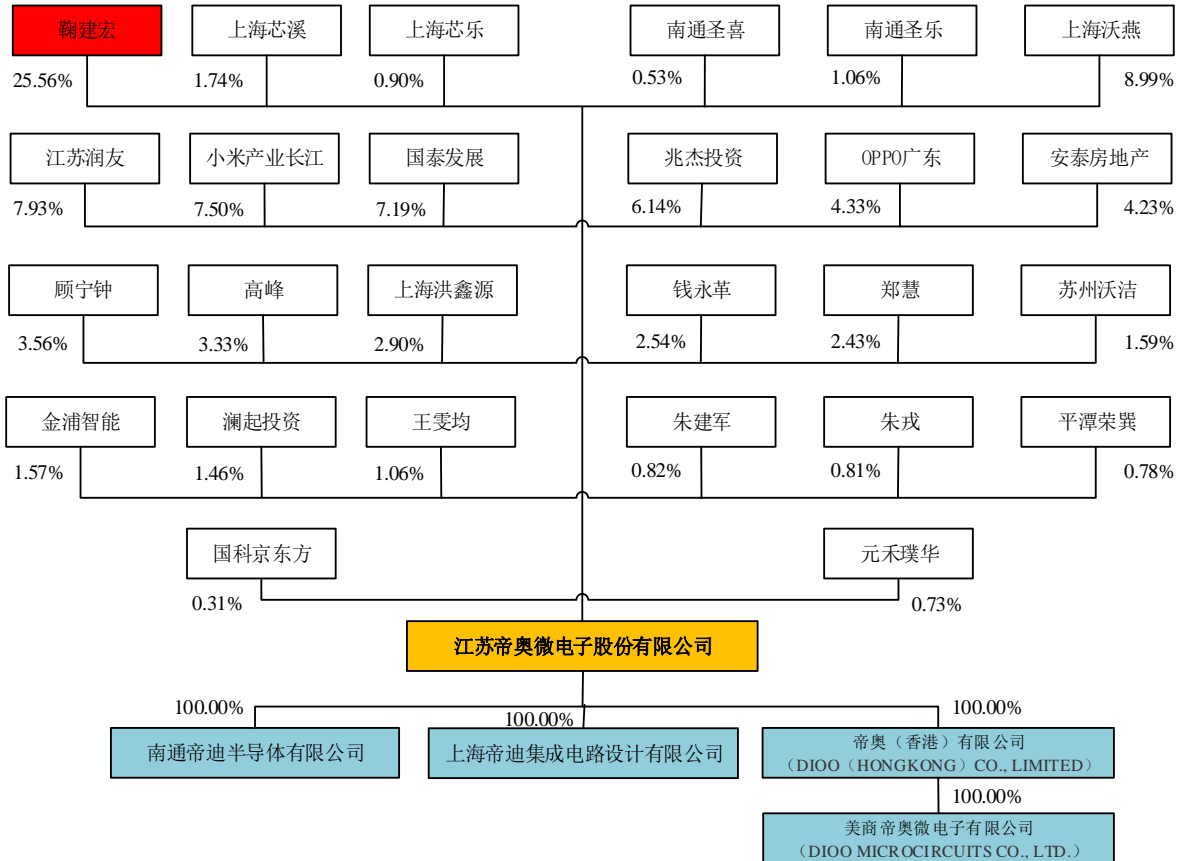 鞠建宏
上海芯溪
上海芯乐
南通圣喜
南通圣乐
上海沃燕
25.56%
1.74%
0.90%
0.53%
1.06%
8.99%
江苏润友
小米产业长江
国泰发展
兆杰投资
OPPO广东
安泰房地产
7.93%
7.50%
7.19%
6.14%
4.33%
4.23%
顾宁钟
高峰
上海洪鑫源
钱永革
郑慧
苏州沃洁
3.56%
3.33%
2.90%
2.54%
2.43%
1.59%
金浦智能
澜起投资
王雯均
朱建军
朱戎
平潭荣巽
1.57%
1.46%
1.06%
0.82%
0.81%
0.78%
国科京东方
元禾璞华
0.31%
0.73%
江苏帝奥微电子股份有限公司
100.00%
100.00%
100.00%
南通帝迪半导体有限公司
上海帝迪集成电路设计有限公司
帝奥（香港）有限公司
（DIOO（HONGKONG）CO., LIMITED）
100.00%
美商帝奥微电子有限公司
（DIOO MICROCIRCUITS CO., LTD.）